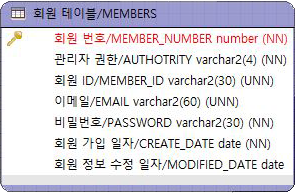 회원 테이블/MEMBERS
회원 번호/MEMBER_NUMBER number (NN)
관리자 권한/AUTHOTRITY varchar2(4) (NN)
회원 ID/MEMBER_ID varchar2(30) (UNN)
이메일/EMAIL varchar2(60) (UNN)
비밀번호/PASSWORD varchar2(30) (NN)
회원 가입 일자/CREATE_DATE date (NN)
회원 정보 수정 일자/MODIFIED_DATE date